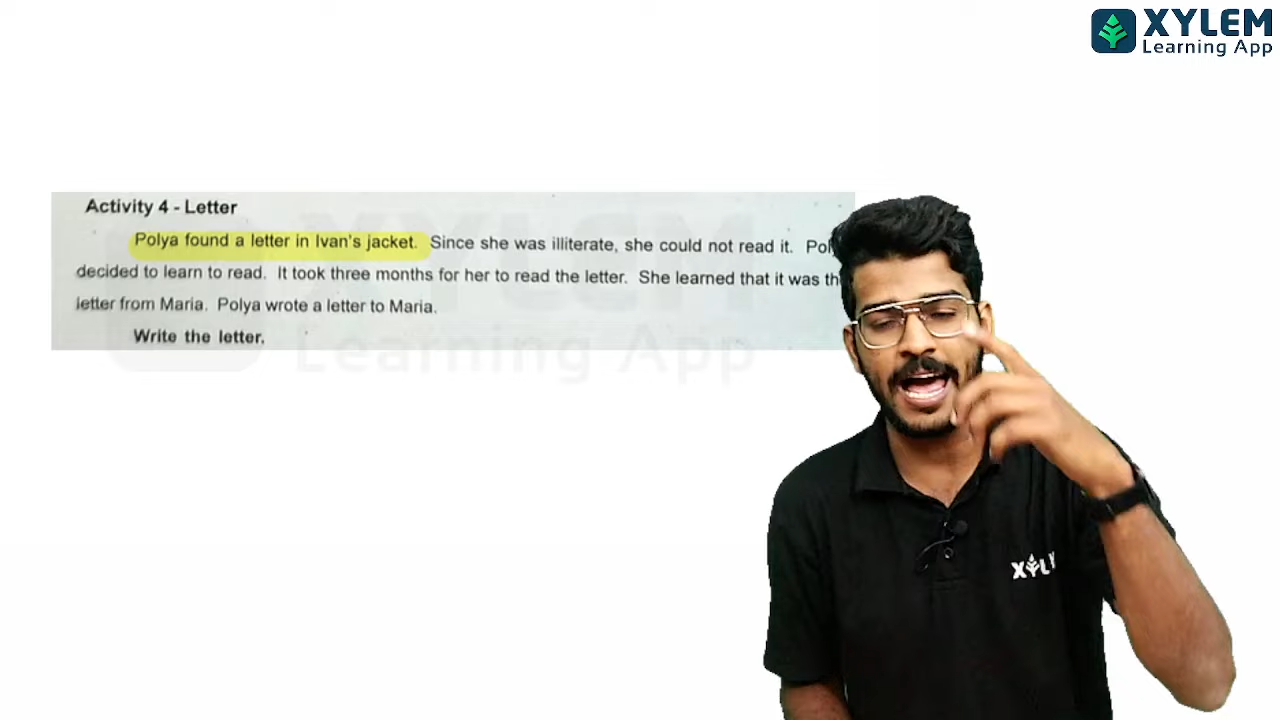 XYLEM
Learning App
Activity 4 - Letter
Polya found a letter in Ivan's jacket. Since she was illiterate, she could not read it.
decided to learn to read. It took three months for her to read the letter. She learned that it was
letter from Maria. Polya wrote a letter to Maria.
Write the letter.
XYLEM
Learning App